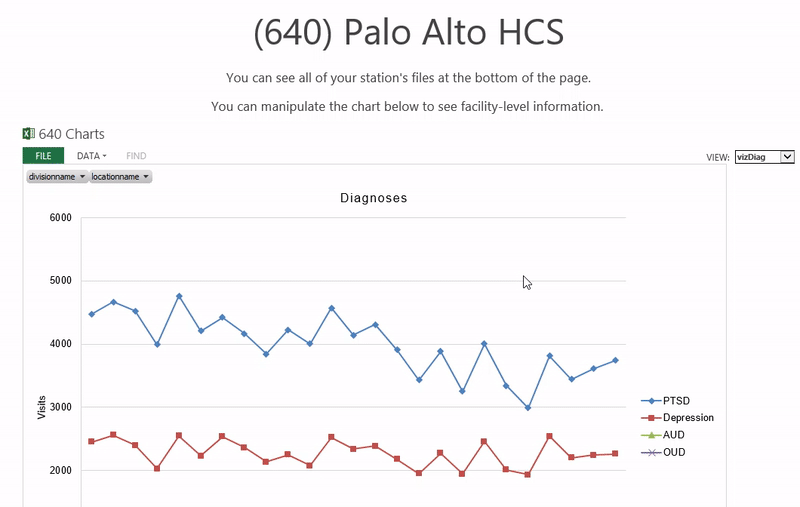 (640) Palo Alto HCS
You can see all of your station's files at the bottom of the page.
You can manipulate the chart below to see facility-level information.
640 Charts
FILE DATA FIND VIEW: vizDiag
divisionname locationname
Diagnoses
6000
5000
4000
3000
2000
Visits
PTSD
Depression
AUD
OUD